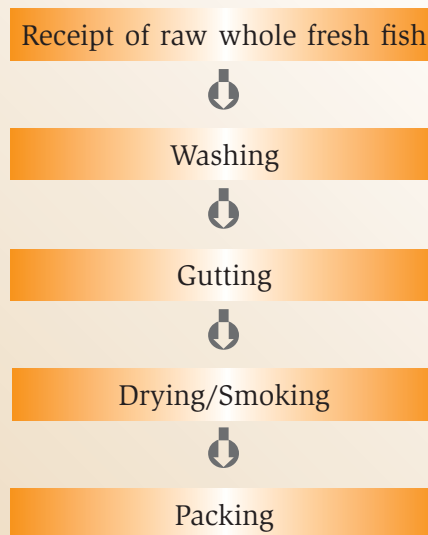 Receipt of raw whole fresh fish
Washing
Gutting
Drying/Smoking
Packing